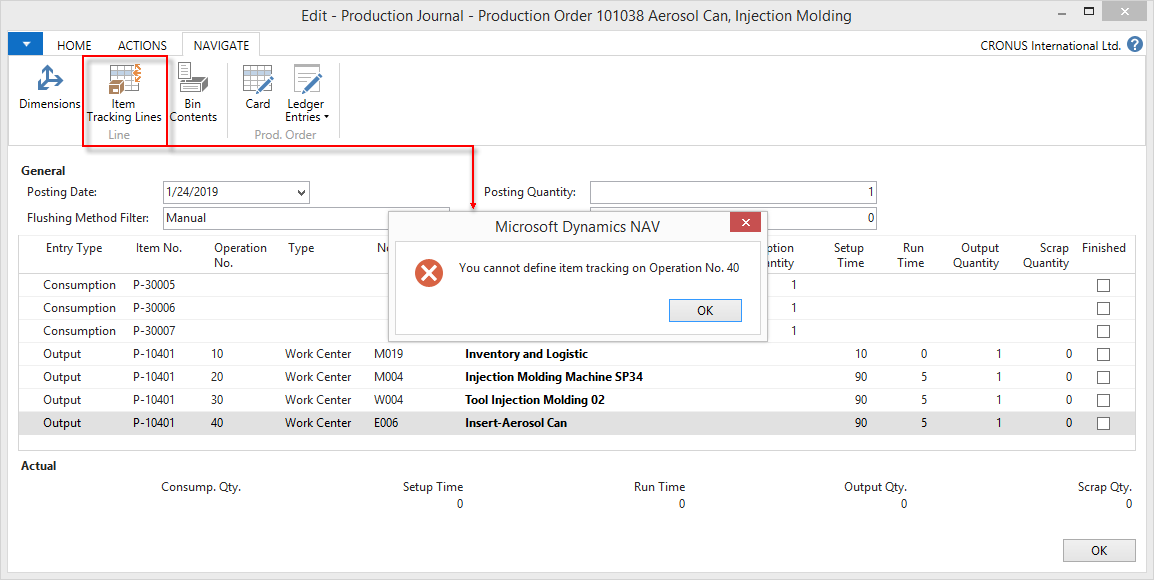 Edit - Production Journal - Production Order 101038 Aerosol Can, Injection Molding
HOME ACTIONS NAVIGATE CRONUS International Ltd. ?
Dimensions Item Tracking Lines Bin Contents Card Ledger Entries
Line Prod. Order
General
Posting Date: 1/24/2019 Posting Quantity: 1
Flushing Method Filter: Manual 0
Microsoft Dynamics NAV
You cannot define item tracking on Operation No. 40
OK
Entry Type Item No. Operation No. Type Setup Time Run Time Output Quantity Scrap Quantity Finished
Consumption P-30005 1
Consumption P-30006 1
Consumption P-30007 1
Output P-10401 10 Work Center M019 Inventory and Logistic 10 0 1 0
Output P-10401 20 Work Center M004 Injection Molding Machine SP34 90 5 1 0
Output P-10401 30 Work Center W004 Tool Injection Molding 02 90 5 1 0
Output P-10401 40 Work Center E006 Insert-Aerosol Can 90 5 1 0
Actual
Consump. Qty. Setup Time Run Time Output Qty. Scrap Qty.
0 0 0 0
OK